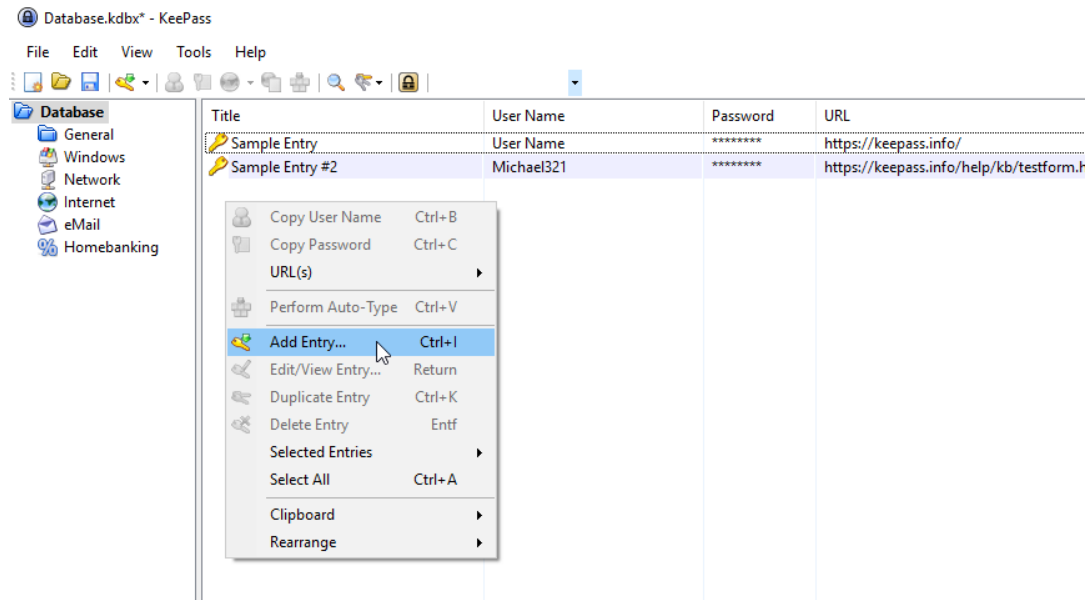 Database.kdbx* - KeePass
File Edit View Tools Help
Database
General
Windows
Network
Internet
eMail
Homebanking
Title User Name Password URL
Sample Entry User Name ******** https://keepass.info/
Sample Entry #2 Michael321 ******** https://keepass.info/help/kb/testform.h
Copy User Name Ctrl+B
Copy Password Ctrl+C
URL(s)
Perform Auto-Type Ctrl+V
Add Entry... Ctrl+I
Edit/View Entry... Return
Duplicate Entry Ctrl+K
Delete Entry Entf
Selected Entries
Select All Ctrl+A
Clipboard
Rearrange